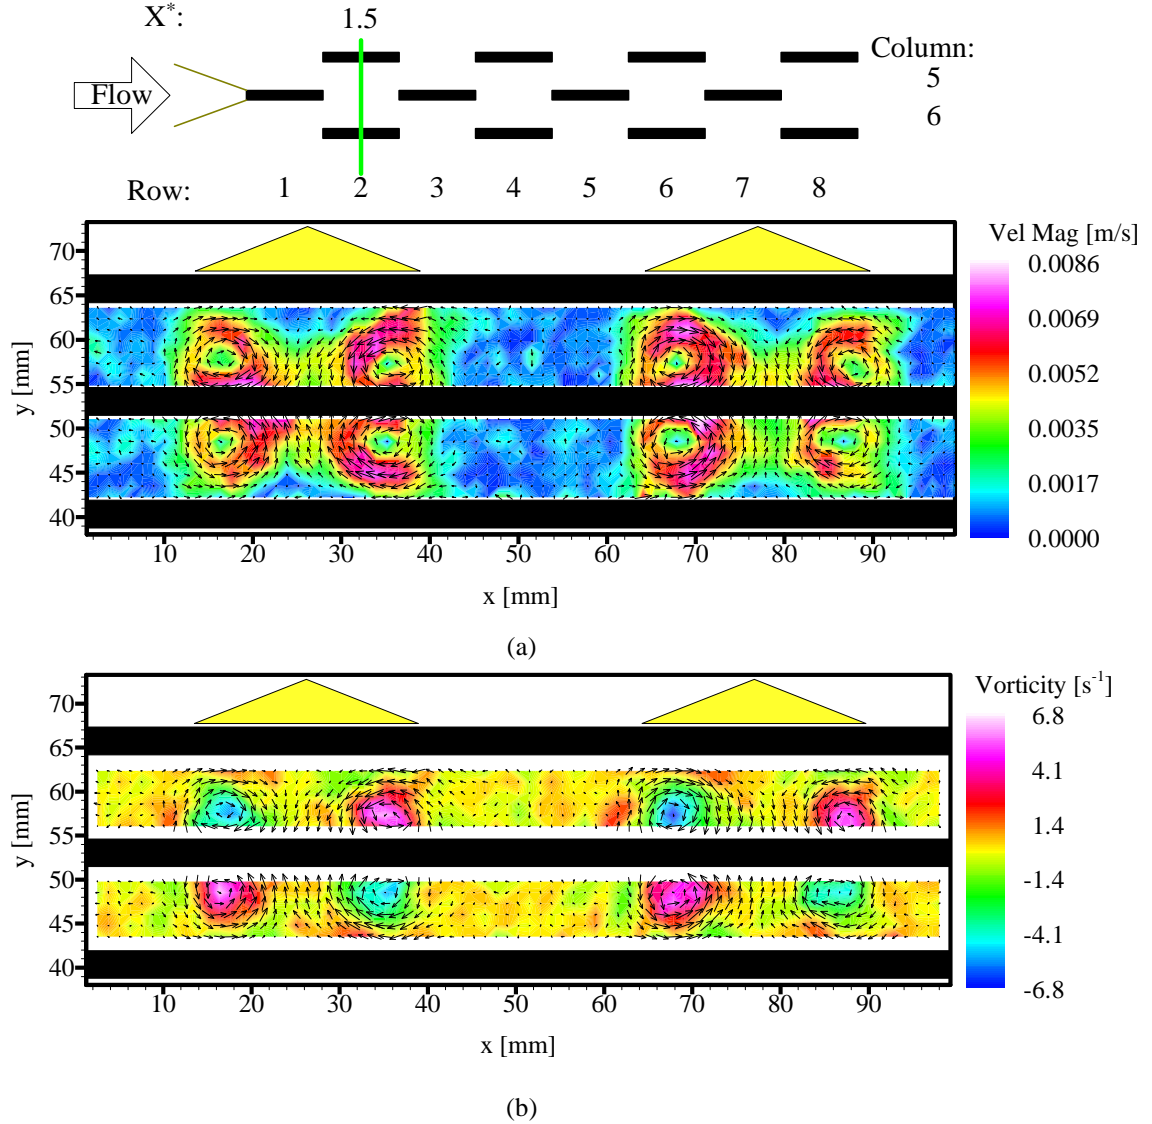 X*: 1.5
Column:
5
Flow
6
Row: 1 2 3 4 5 6 7 8
Vel Mag [m/s]
0.0086
0.0069
0.0052
0.0035
0.0017
0.0000
y [mm]
70
65
60
55
50
45
40
10 20 30 40 50 60 70 80 90
x [mm]
(a)
Vorticity [s-1]
6.8
4.1
1.4
-1.4
-4.1
-6.8
y [mm]
70
65
60
55
50
45
40
10 20 30 40 50 60 70 80 90
x [mm]
(b)